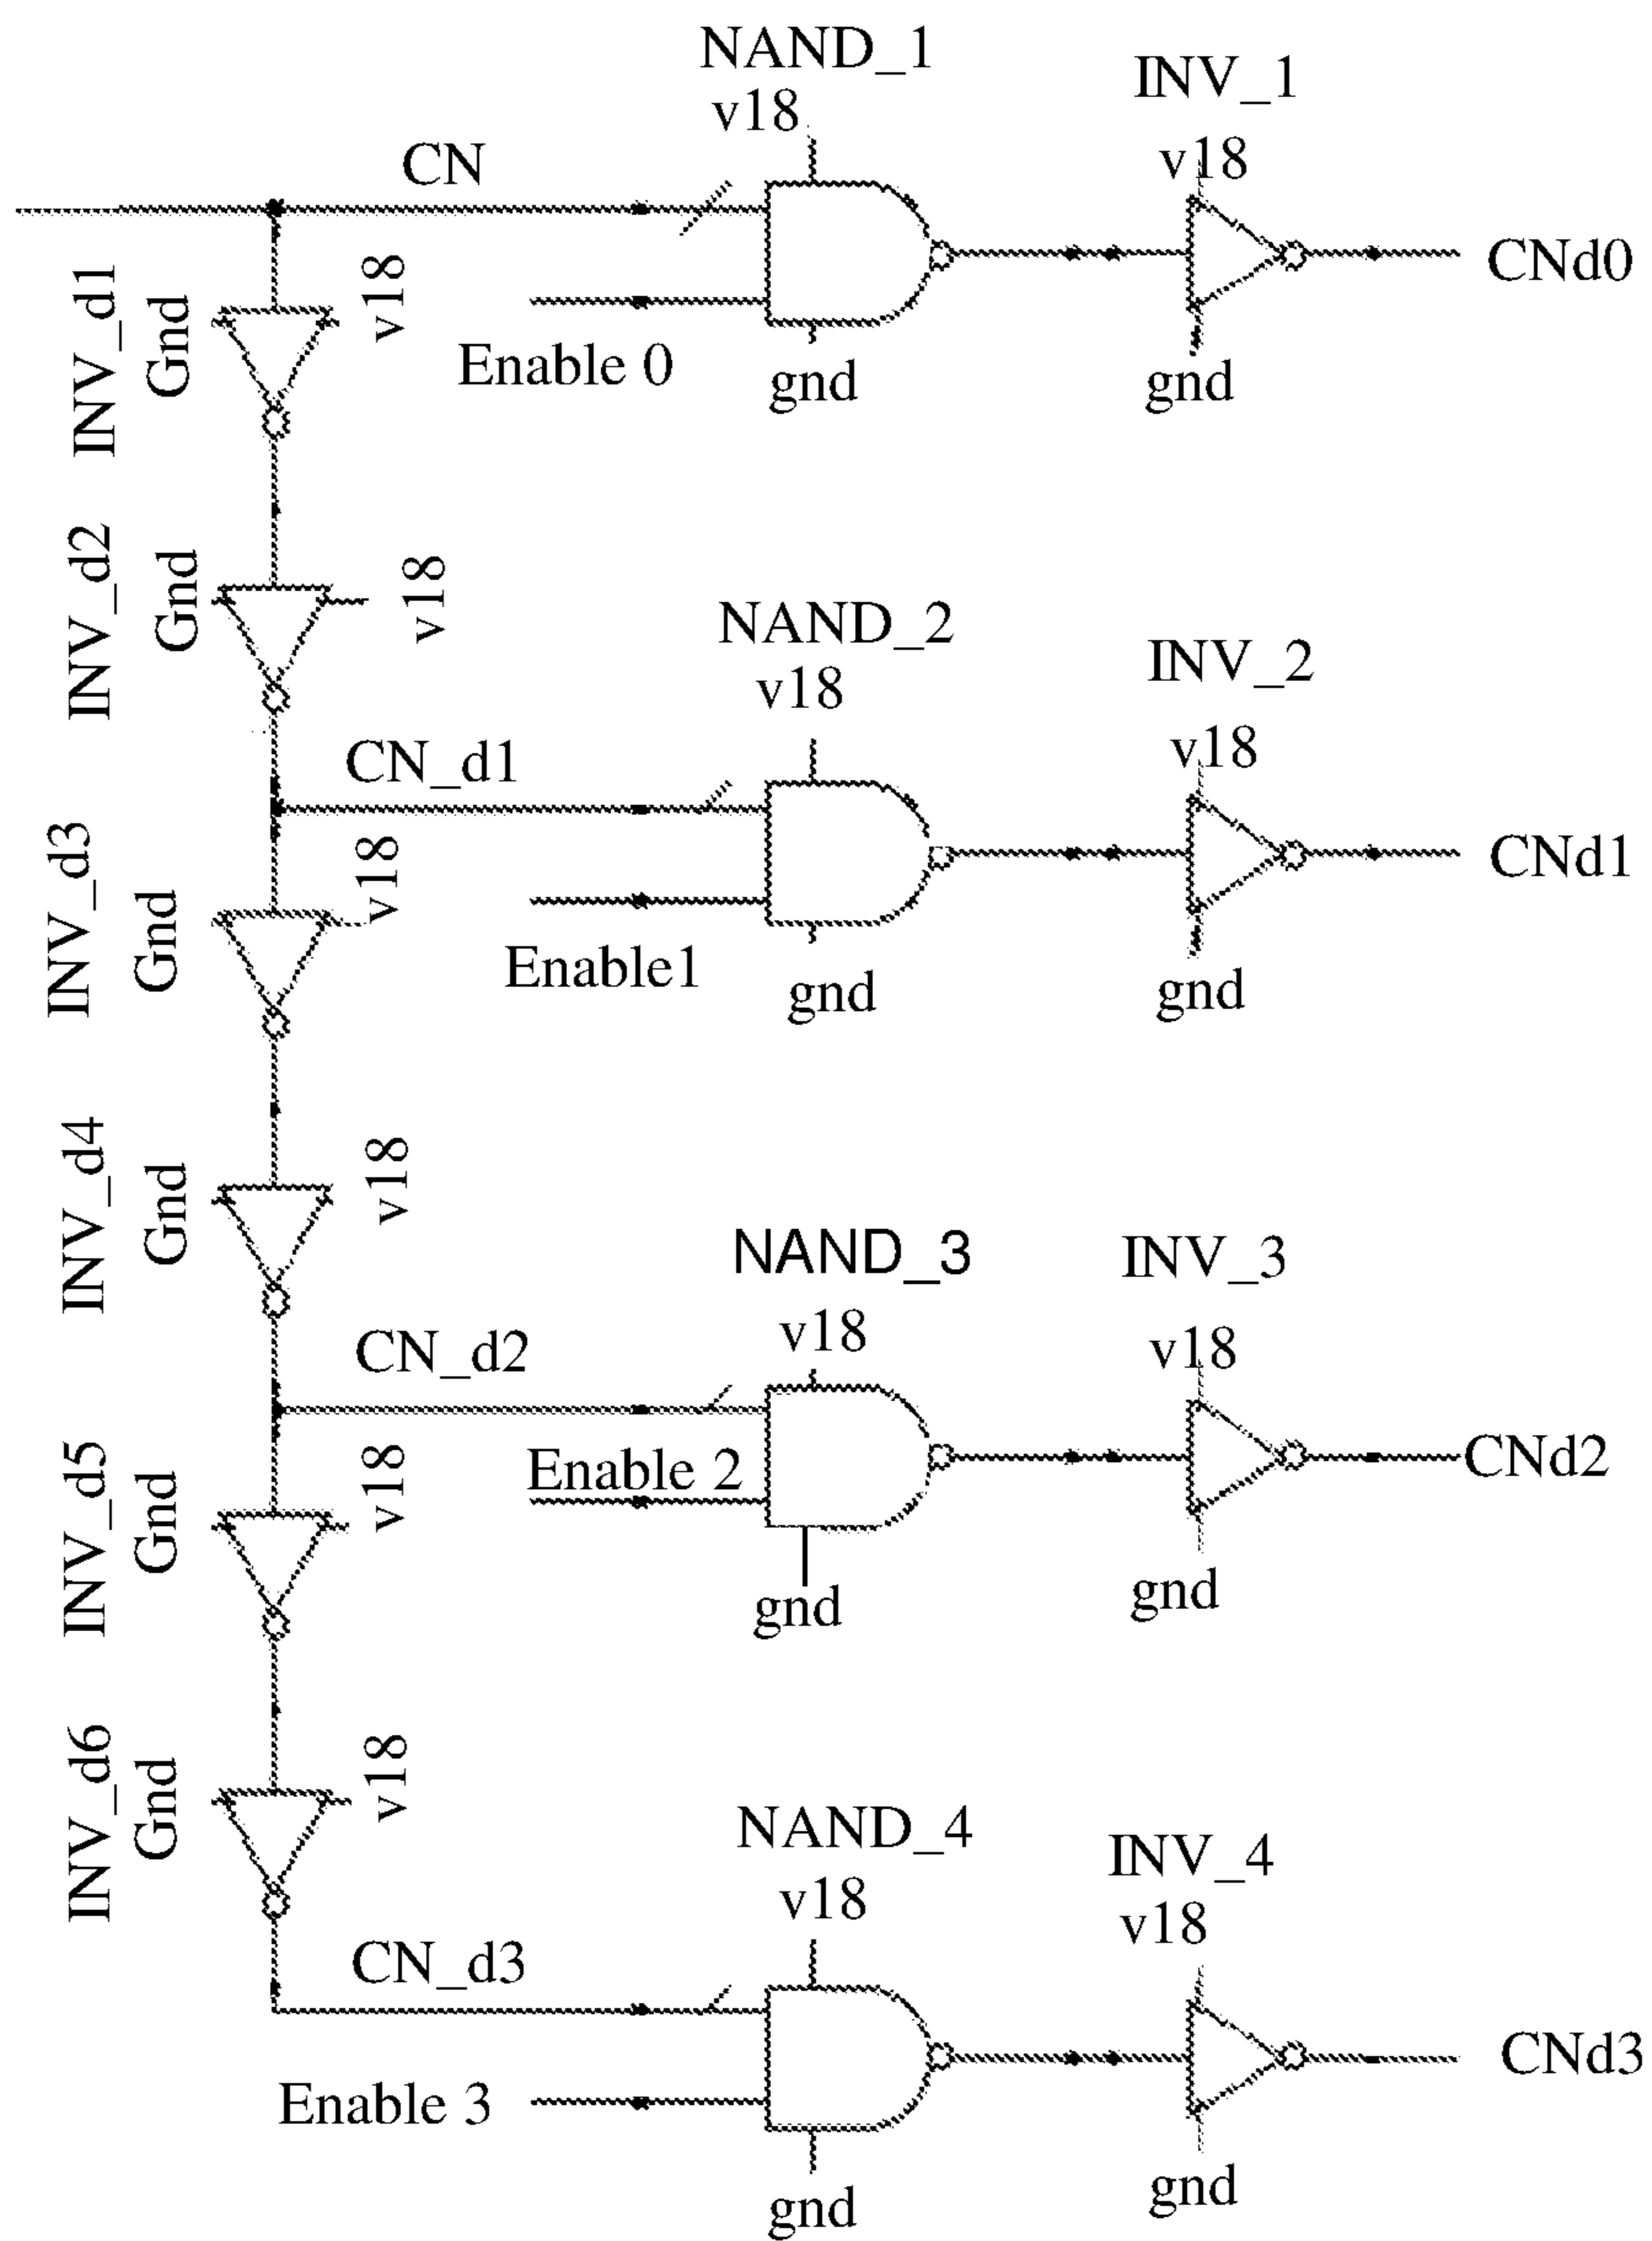 NAND_1
v18
INV_1
v18
CN
CNd0
INV_d1
Gnd
v18
Enable 0
gnd
gnd
INV_d2
Gnd
v18
NAND_2
v18
INV_2
v18
CN_d1
CNd1
INV_d3
Gnd
v18
Enable1
gnd
gnd
INV_d4
Gnd
v18
NAND_3
v18
INV_3
v18
CN_d2
CNd2
INV_d5
Gnd
v18
Enable 2
gnd
gnd
INV_d6
Gnd
v18
NAND_4
v18
INV_4
v18
CN_d3
CNd3
Enable 3
gnd
gnd